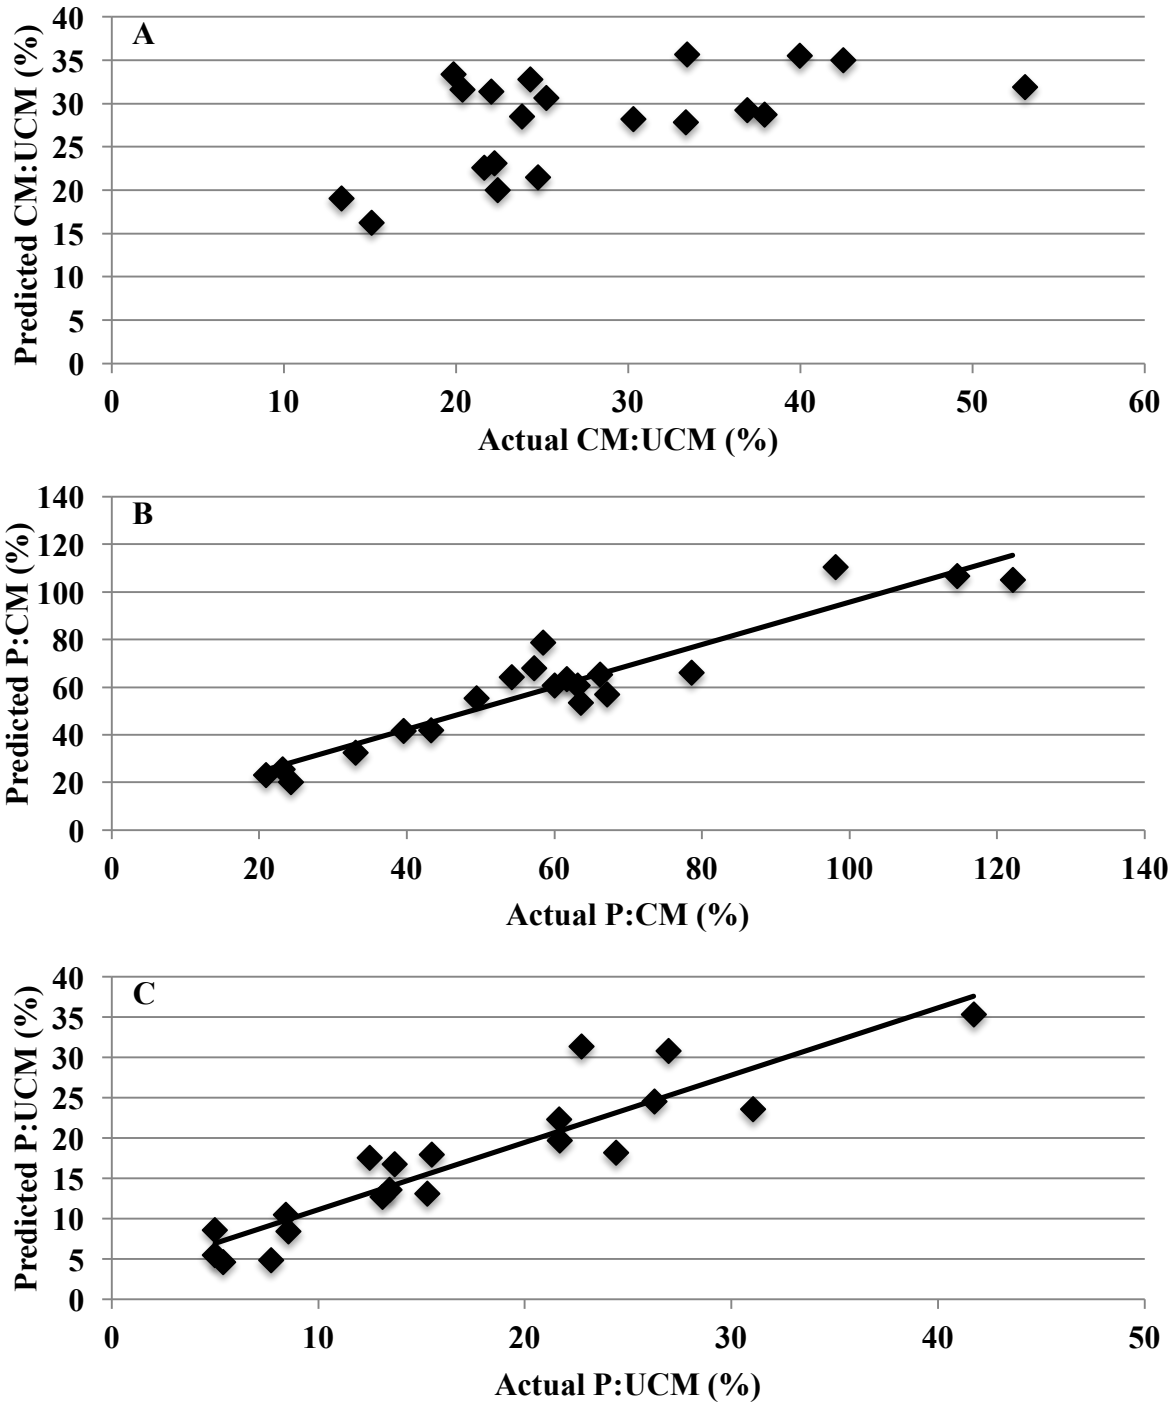 A
Predicted CM:UCM (%)
40
35
30
25
20
15
10
5
0
0 10 20 30 40 50 60
Actual CM:UCM (%)
B
Predicted P:CM (%)
140
120
100
80
60
40
20
0
0 20 40 60 80 100 120 140
Actual P:CM (%)
C
Predicted P:UCM (%)
40
35
30
25
20
15
10
5
0
0 10 20 30 40 50
Actual P:UCM (%)